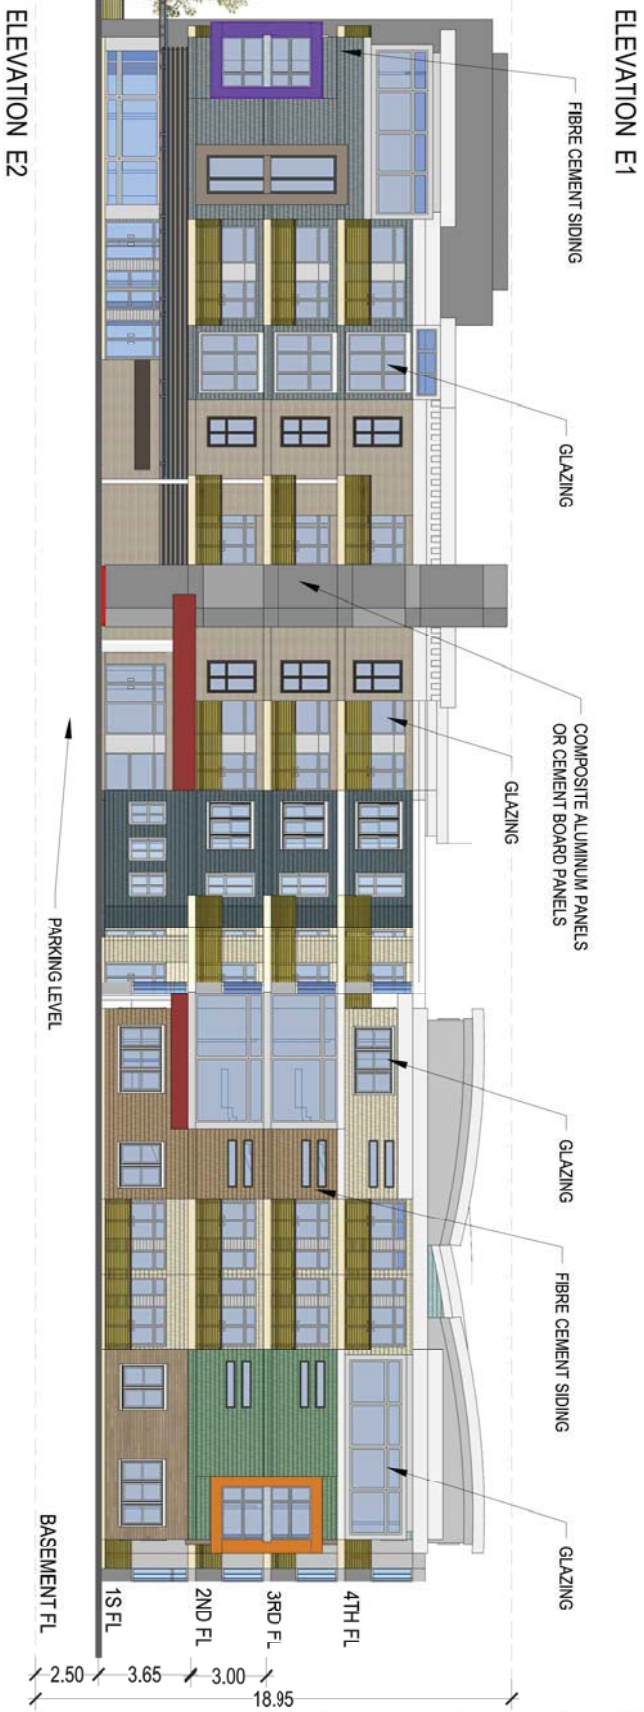 ELEVATION E1
FIBRE CEMENT SIDING
GLAZING
COMPOSITE ALUMINUM PANELS
OR CEMENT BOARD PANELS
GLAZING
GLAZING
FIBRE CEMENT SIDING
GLAZING
4TH FL
3RD FL
2ND FL
1S FL
BASEMENT FL
18.95
3.00
3.65
2.50
PARKING LEVEL
ELEVATION E2